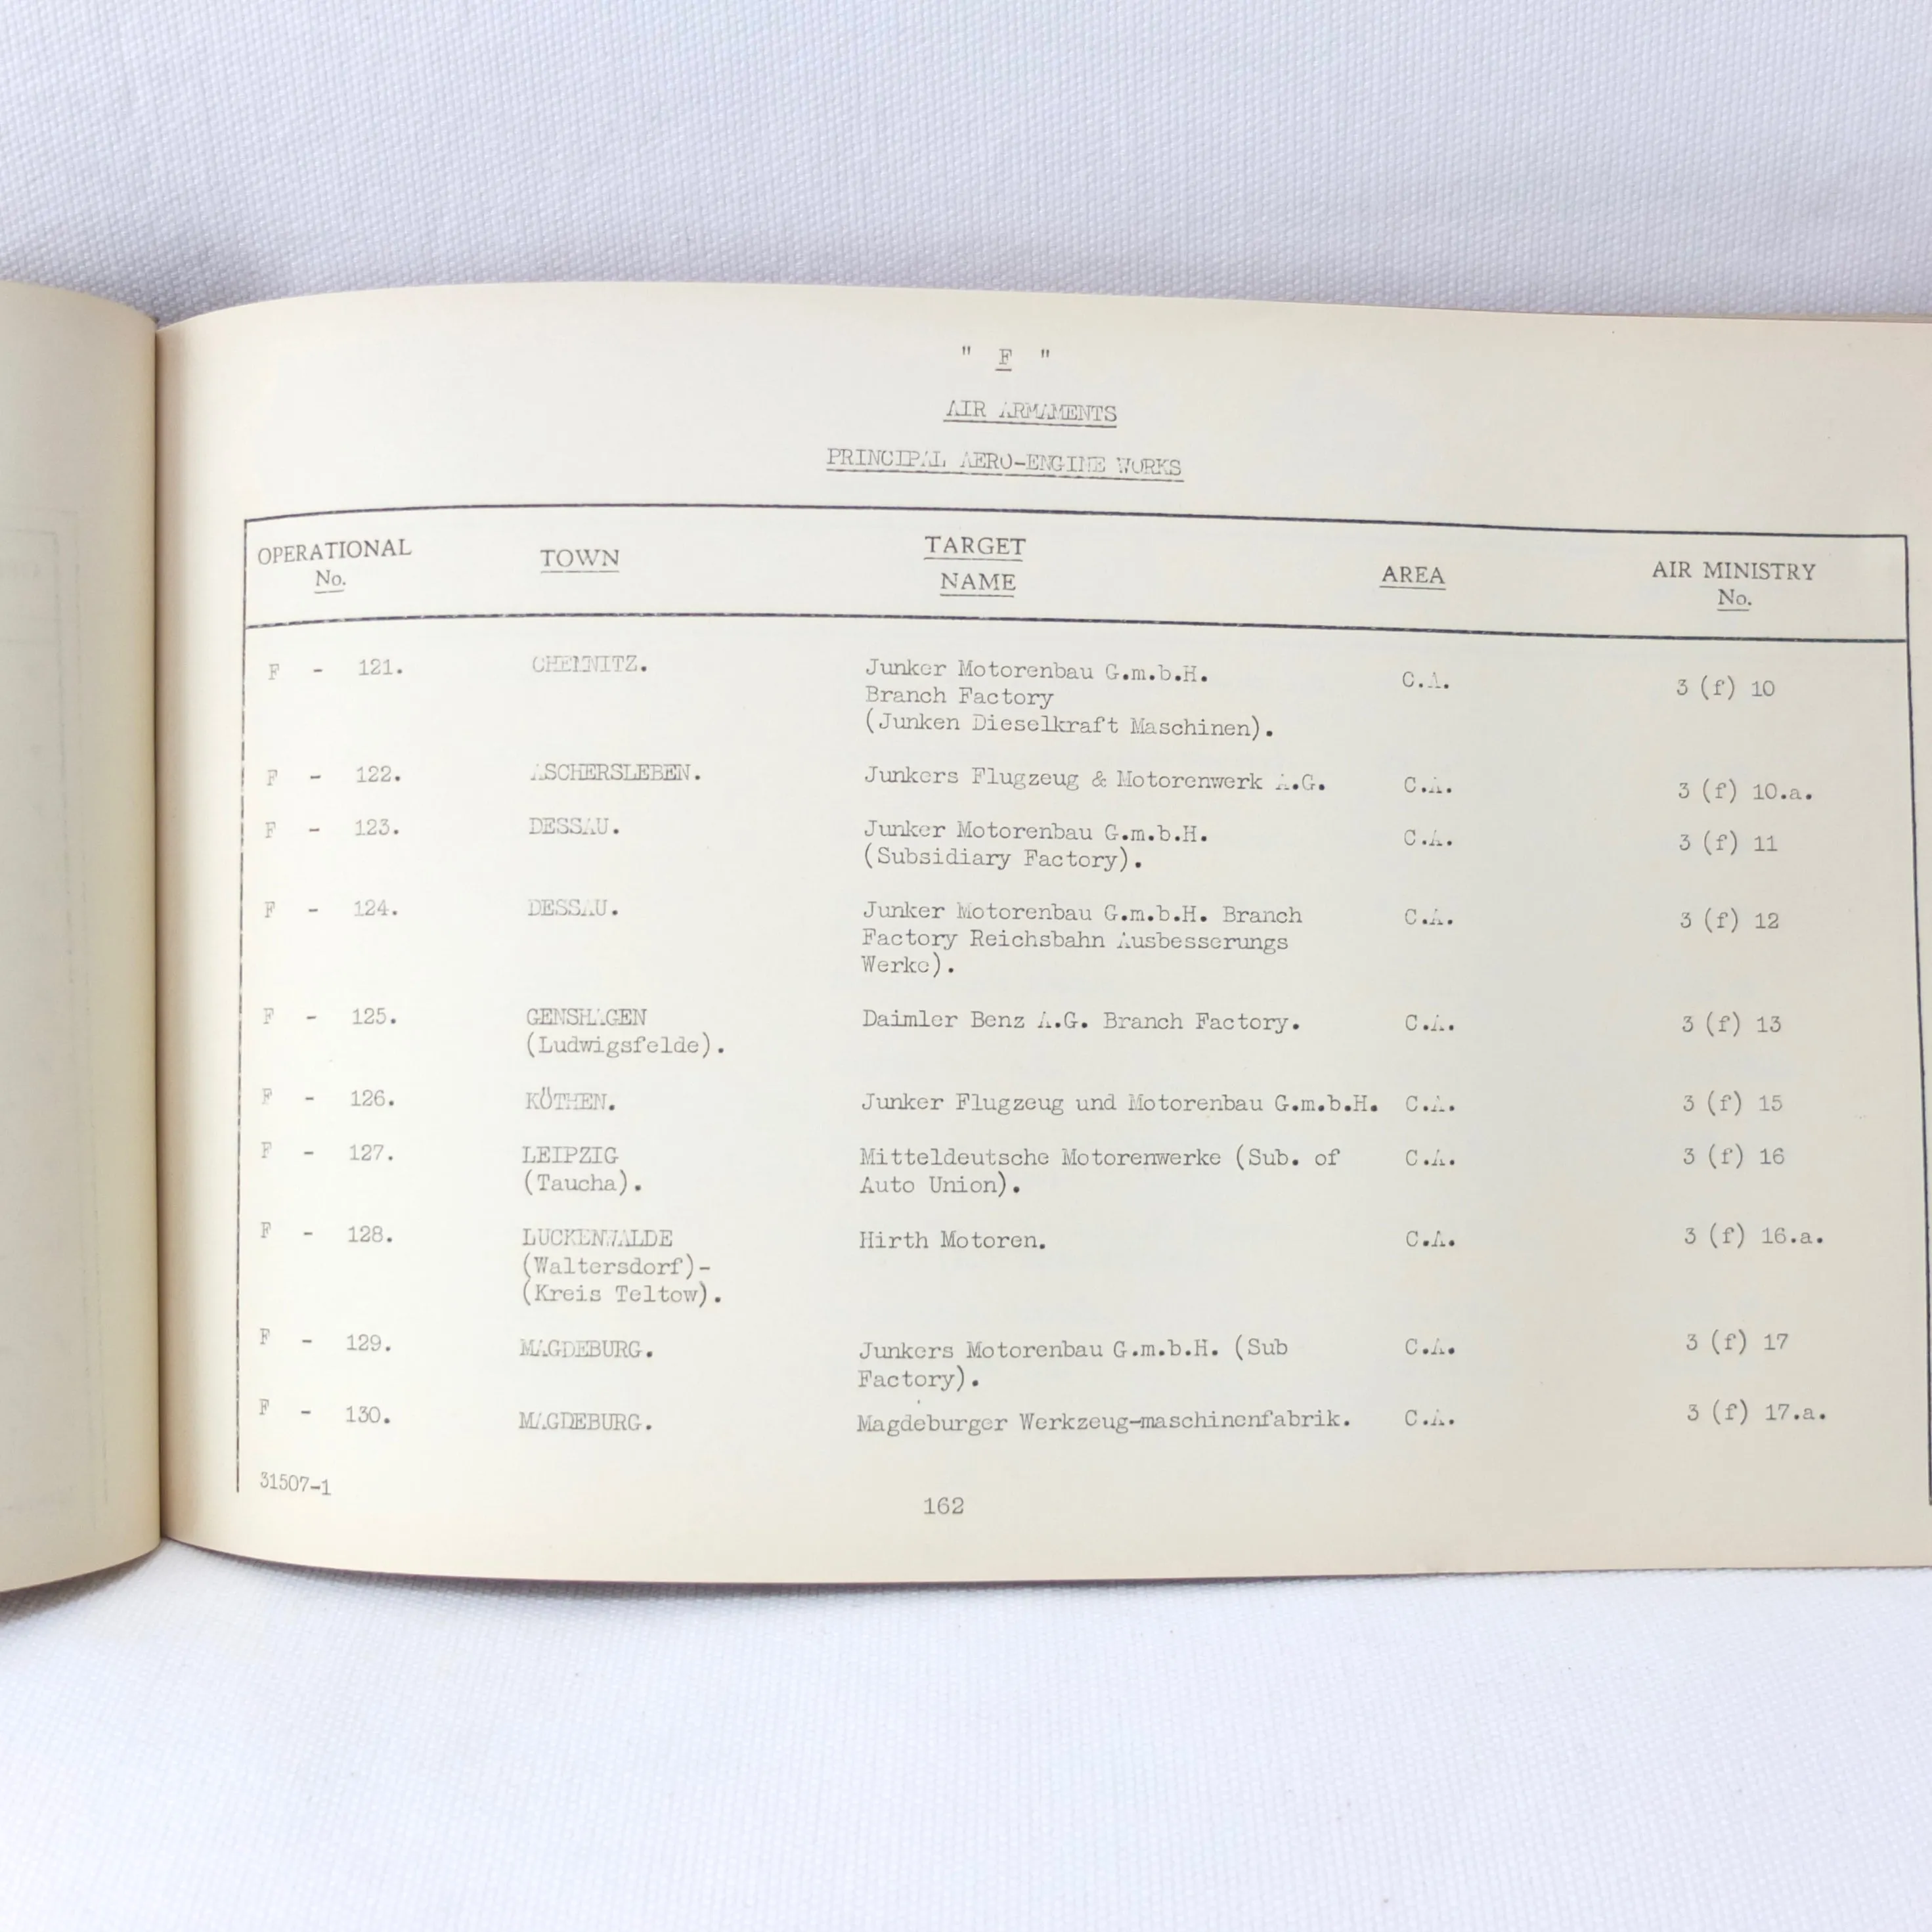 " F "
AIR ARMAMENTS
PRINCIPAL AERO-ENGINE WORKS
OPERATIONAL No. TOWN TARGET NAME AREA AIR MINISTRY No.
F - 121. CHEMNITZ. Junker Motorenbau G.m.b.H. C.A. 3 (f) 10
Branch Factory
(Junken Dieselkraft Maschinen).
F - 122. ASCHERSLEBEN. Junkers Flugzeug & Motorenwerk A.G. C.A. 3 (f) 10.a.
F - 123. DESSAU. Junker Motorenbau G.m.b.H. C.A. 3 (f) 11
(Subsidiary Factory).
F - 124. DESSAU. Junker Motorenbau G.m.b.H. Branch C.A. 3 (f) 12
Factory Reichsbahn Ausbesserungs
Werke).
F - 125. GENSHAGEN Daimler Benz A.G. Branch Factory. C.A. 3 (f) 13
(Ludwigsfelde).
F - 126. KÖTHEN. Junker Flugzeug und Motorenbau G.m.b.H. C.A. 3 (f) 15
F - 127. LEIPZIG Mitteldeutsche Motorenwerke (Sub. of C.A. 3 (f) 16
(Taucha). Auto Union).
F - 128. LUCKENWALDE Hirth Motoren. C.A. 3 (f) 16.a.
(Waltersdorf)-
(Kreis Teltow).
F - 129. MAGDEBURG. Junkers Motorenbau G.m.b.H. (Sub C.A. 3 (f) 17
Factory).
F - 130. MAGDEBURG. Magdeburger Werkzeug-maschinenfabrik. C.A. 3 (f) 17.a.
31507-1
162